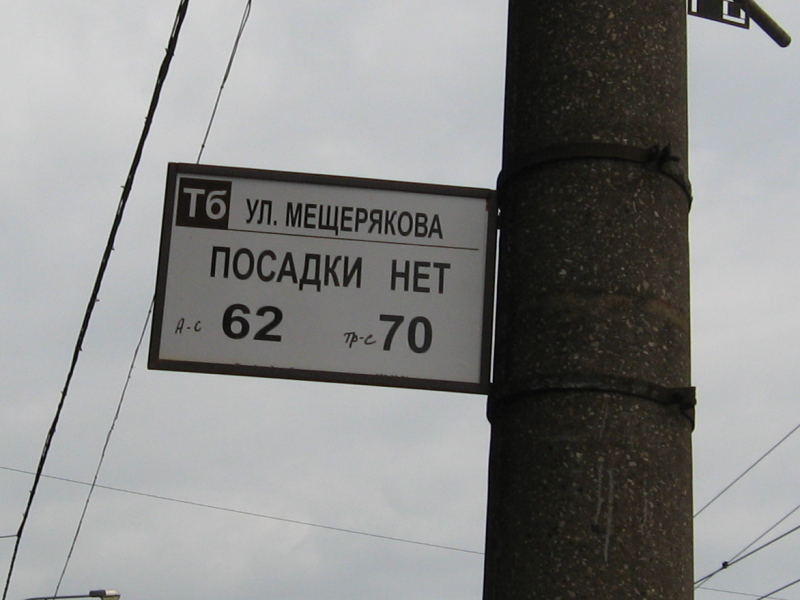 Тб УЛ. МЕЩЕРЯКОВА
ПОСАДКИ НЕТ
А-с 62 тр-с 70